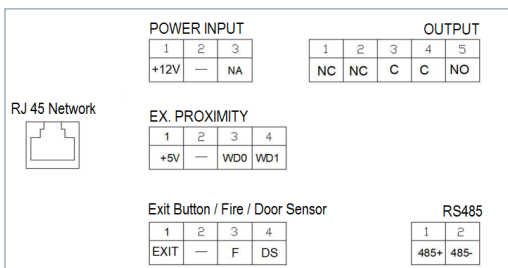 POWER INPUT
1 2 3
+12V — NA
OUTPUT
1 2 3 4 5
NC NC C C NO
RJ 45 Network
EX. PROXIMITY
1 2 3 4
+5V — WD0 WD1
Exit Button / Fire / Door Sensor
1 2 3 4
EXIT — F DS
RS485
1 2
485+ 485-